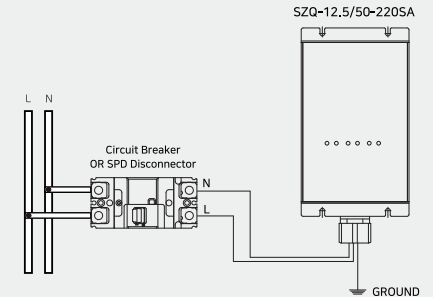 SZQ-12.5/50-220SA
L N
Circuit Breaker
OR SPD Disconnector
N
L
GROUND